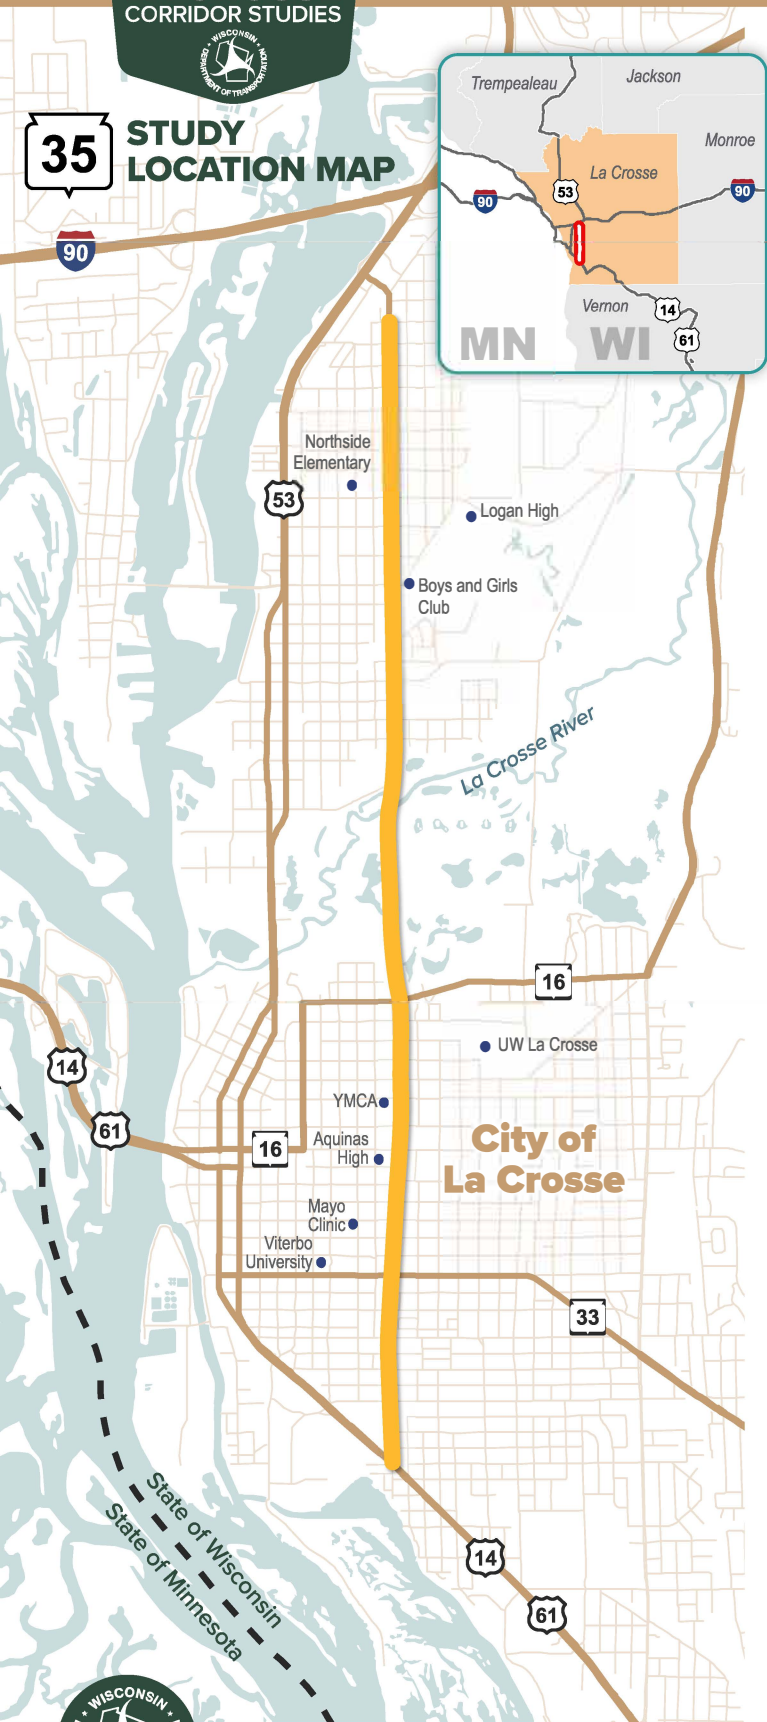 CORRIDOR STUDIES
WISCONSIN
DEPARTMENT OF TRANSPORTATION
35
STUDY
LOCATION MAP
90
Trempealeau
Jackson
Monroe
La Crosse
53
90
90
Vernon
14
61
MN
WI
Northside
Elementary
53
Logan High
Boys and Girls
Club
La Crosse River
16
UW La Crosse
14
YMCA
61
16
Aquinas
High
City of
La Crosse
Mayo
Clinic
Viterbo
University
33
State of Wisconsin
State of Minnesota
14
61
WISCONSIN